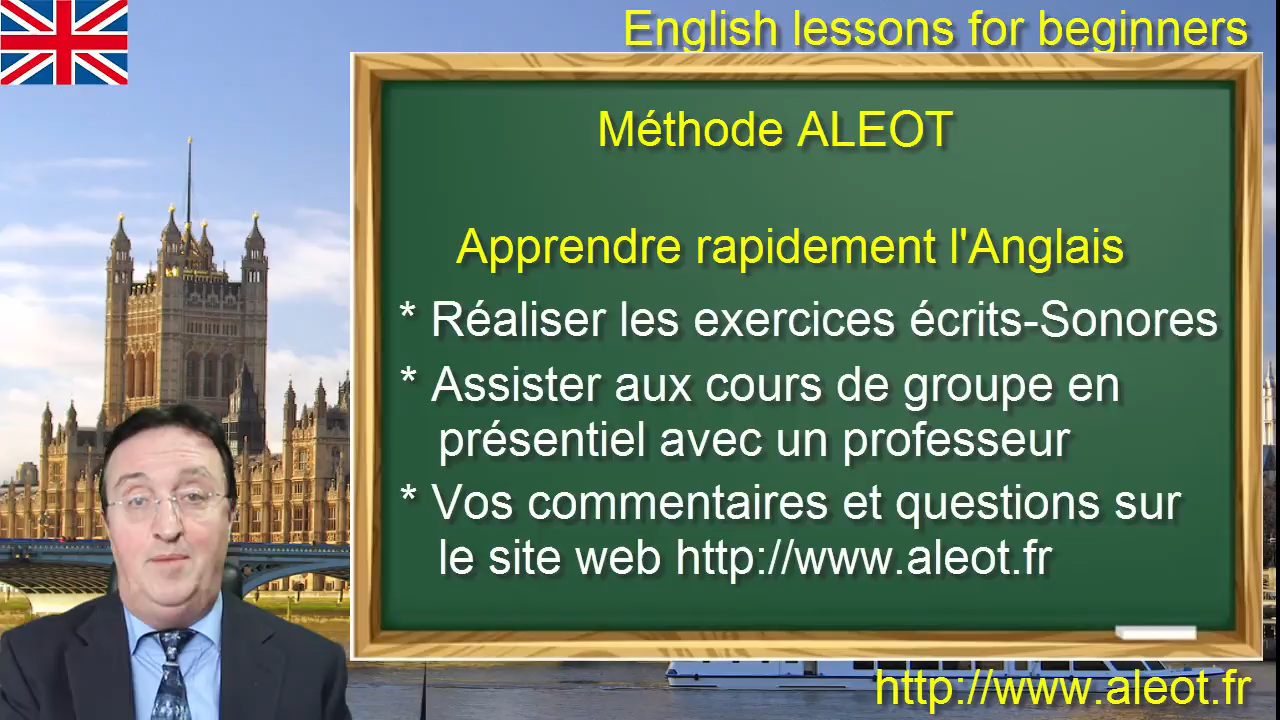 English lessons for beginners
Méthode ALEOT
Apprendre rapidement l'Anglais
* Réaliser les exercices écrits-Sonores
* Assister aux cours de groupe en
présentiel avec un professeur
* Vos commentaires et questions sur
le site web http://www.aleot.fr
http://www.aleot.fr